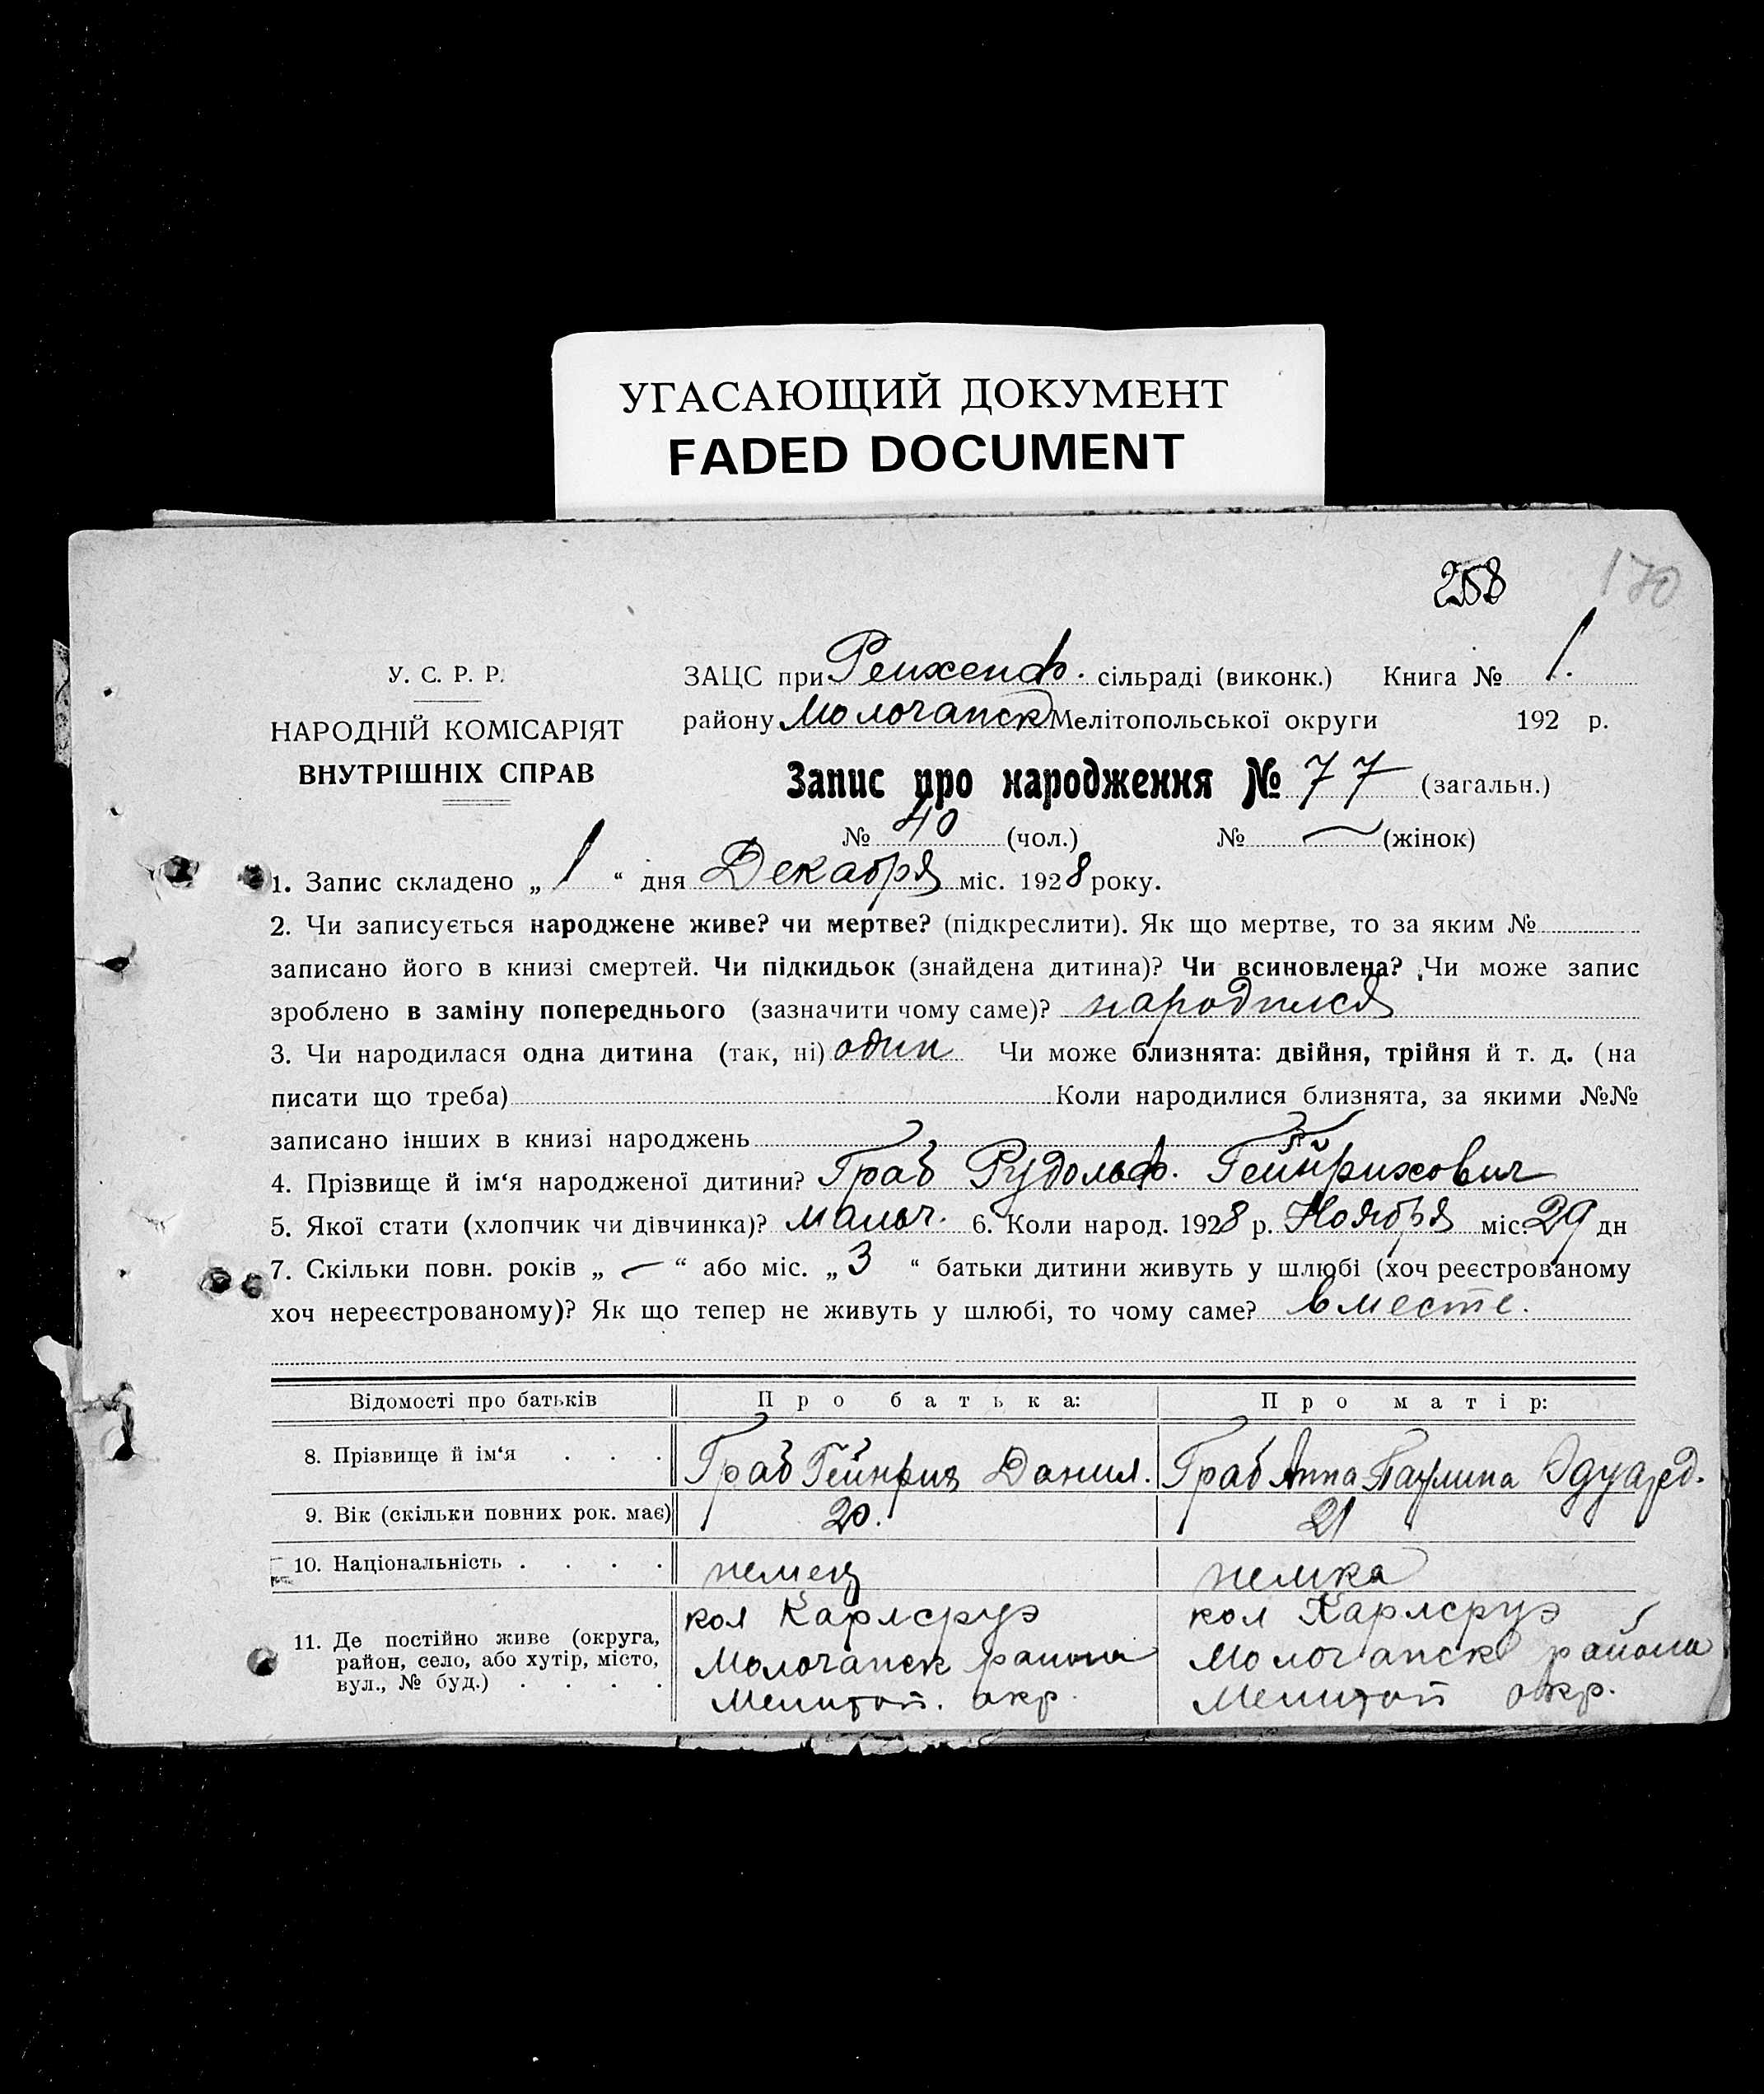 УГАСАЮЩИЙ ДОКУМЕНТ
FADED DOCUMENT
258 170
У. С. Р. Р.
НАРОДНІЙ КОМІСАРІЯТ
ВНУТРІШНІХ СПРАВ
ЗАЦС при Рейхенф. сільраді (виконк.) Книга № 1.
району Молочанск Мелітопольської округи 192 р.
Запис про народження № 77 (загальн.)
№ 40 (чол.) № — (жінок)
1. Запис складено „ 1 “ дня Декабря міс. 1928 року.
2. Чи записується народжене живе? чи мертве? (підкреслити). Як що мертве, то за яким №
записано його в книзі смертей. Чи підкидьок (знайдена дитина)? Чи всиновлена? Чи може запис
зроблено в заміну попереднього (зазначити чому саме)? народился
3. Чи народилася одна дитина (так, ні) один Чи може близнята: двійня, трійня й т. д. (на
писати що треба) Коли народилися близнята, за якими №№
записано інших в книзі народжень
4. Прізвище й ім‘я народженої дитини? Граб Рудольф. Гейнрихович
5. Якої стати (хлопчик чи дівчинка)? мальч. 6. Коли народ. 1928 р. Ноября міс. 29 дн
7. Скільки повн. років „ — “ або міс. „ 3 “ батьки дитини живуть у шлюбі (хоч реєстрованому
хоч нереєстрованому)? Як що тепер не живуть у шлюбі, то чому саме? вместе.
Відомості про батьків Про батька: Про матір:
8. Прізвище й ім‘я . . . Граб Гейнрих Данил. Граб Анна Паулина Эдуард.
9. Вік (скільки повних рок. має) 20. 21
10. Національність . . . . немец немка
11. Де постійно живе (округа, район, село, або хутір, місто, вул., № буд.) . . . .
кол Карлсруэ
Молочанск района
Мелитоп. окр.
кол Карлсруэ
Молочанск района
Мелитоп окр.